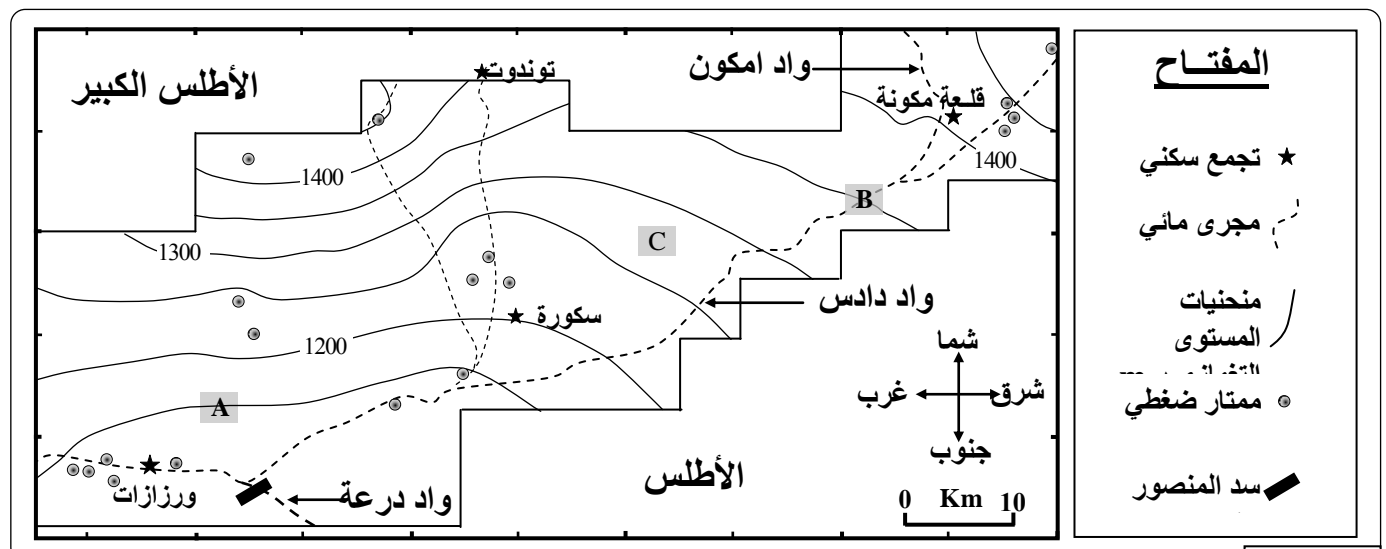 الأطلس الكبير
توندوت
واد امكون
قلعة مكونة
1400
1400
1300
B
C
واد دادس
سكورة
1200
A
ورزازات
واد درعة
الأطلس
شما
غرب
شرق
جنوب
0 Km 10
المفتــاح
تجمع سكني
مجرى مائي
منحنيات
المستوى
ممتار ضغطي
سد المنصور